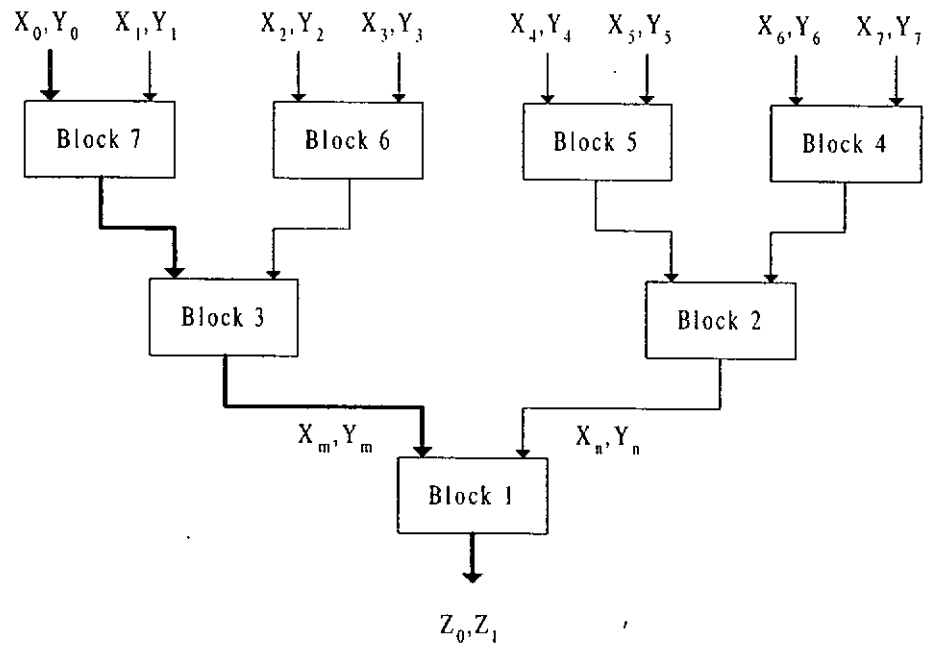 X₀,Y₀ X₁,Y₁ X₂,Y₂ X₃,Y₃ X₄,Y₄ X₅,Y₅ X₆,Y₆ X₇,Y₇
Block 7 Block 6 Block 5 Block 4
Block 3 Block 2
Xₘ,Yₘ Xₙ,Yₙ
Block 1
Z₀,Z₁